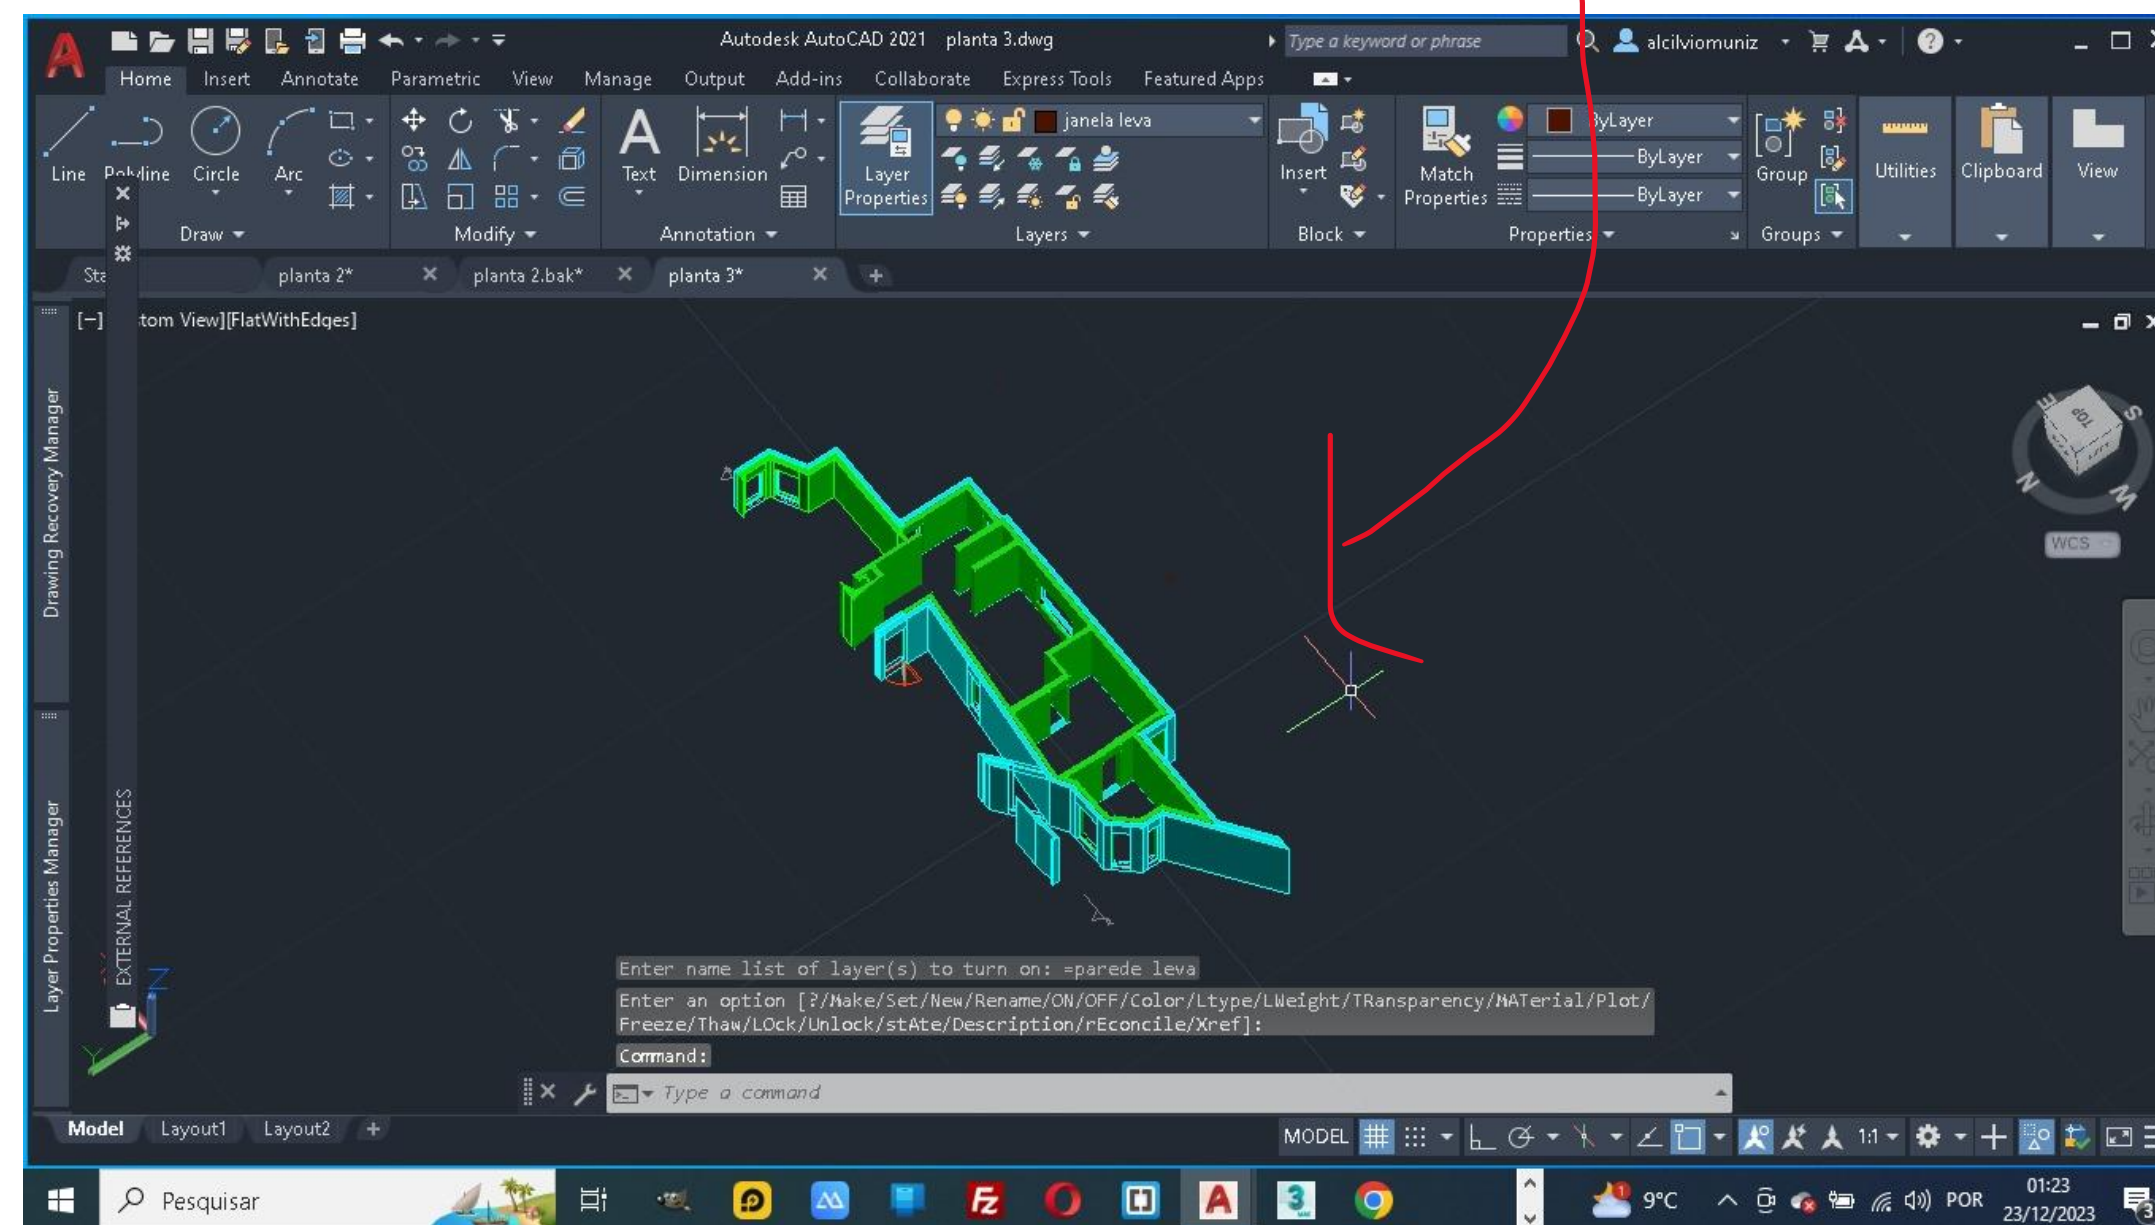 Autodesk AutoCAD 2021 planta 3.dwg
Type a keyword or phrase
alcilviomuniz
Home Insert Annotate Parametric View Manage Output Add-ins Collaborate Express Tools Featured Apps
janela leva
ByLayer
ByLayer
ByLayer
Line Polyline Circle Arc
Text Dimension
Layer Properties
Insert
Match Properties
Group
Utilities Clipboard View
Draw Modify Annotation Layers Block Properties Groups
Sta planta 2* planta 2.bak* planta 3*
[−] tom View][FlatWithEdges]
TOP
E
S
N
W
WCS
Drawing Recovery Manager
Layer Properties Manager
EXTERNAL REFERENCES
Z
Y
Enter name list of layer(s) to turn on: =parede leva
Enter an option [?/Make/Set/New/Rename/ON/OFF/Color/Ltype/LWeight/TRansparency/MATerial/Plot/
Freeze/Thaw/LOck/Unlock/stAte/Description/rEconcile/Xref]:
Command:
Type a command
Model Layout1 Layout2
MODEL 1:1
Pesquisar
9°C POR 01:23
23/12/2023